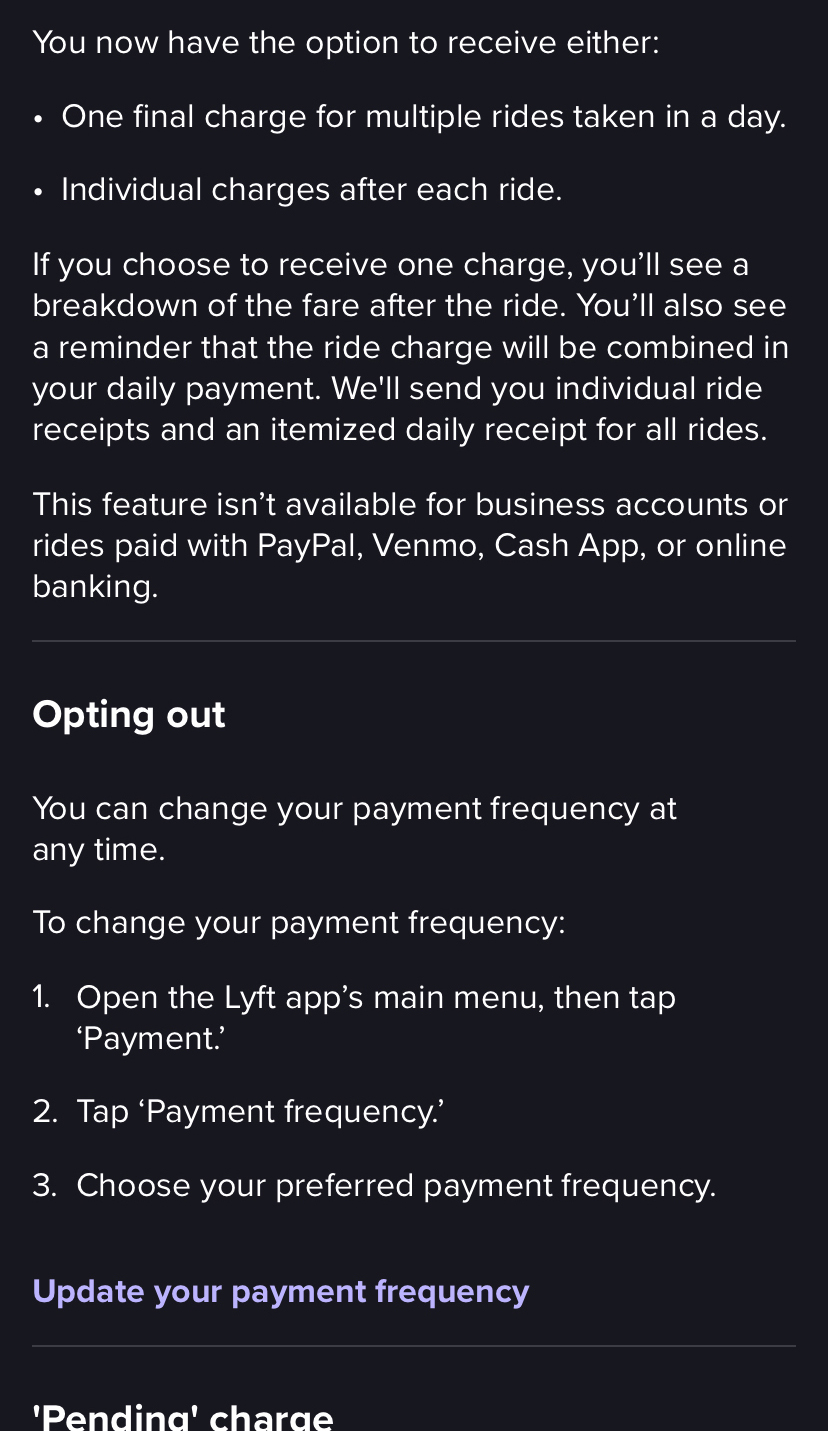 You now have the option to receive either:
• One final charge for multiple rides taken in a day.
• Individual charges after each ride.
If you choose to receive one charge, you’ll see a
breakdown of the fare after the ride. You’ll also see
a reminder that the ride charge will be combined in
your daily payment. We'll send you individual ride
receipts and an itemized daily receipt for all rides.
This feature isn’t available for business accounts or
rides paid with PayPal, Venmo, Cash App, or online
banking.
Opting out
You can change your payment frequency at
any time.
To change your payment frequency:
1. Open the Lyft app’s main menu, then tap
‘Payment.’
2. Tap ‘Payment frequency.’
3. Choose your preferred payment frequency.
Update your payment frequency
'Pending' charge